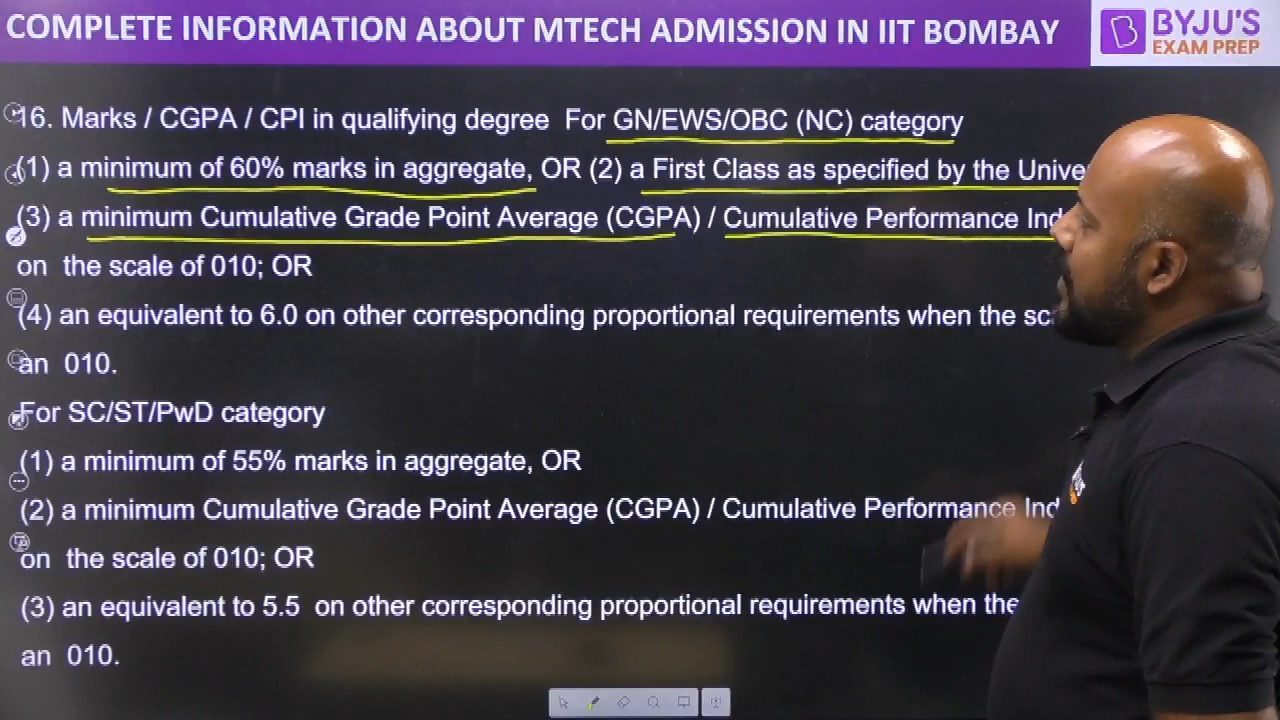 COMPLETE INFORMATION ABOUT MTECH ADMISSION IN IIT BOMBAY
BYJU'S
EXAM PREP
16. Marks / CGPA / CPI in qualifying degree For GN/EWS/OBC (NC) category
(1) a minimum of 60% marks in aggregate, OR (2) a First Class as specified by the Unive
(3) a minimum Cumulative Grade Point Average (CGPA) / Cumulative Performance Ind
on the scale of 010; OR
(4) an equivalent to 6.0 on other corresponding proportional requirements when the sc
an 010.
For SC/ST/PwD category
(1) a minimum of 55% marks in aggregate, OR
(2) a minimum Cumulative Grade Point Average (CGPA) / Cumulative Performance Ind
on the scale of 010; OR
(3) an equivalent to 5.5 on other corresponding proportional requirements when the
an 010.